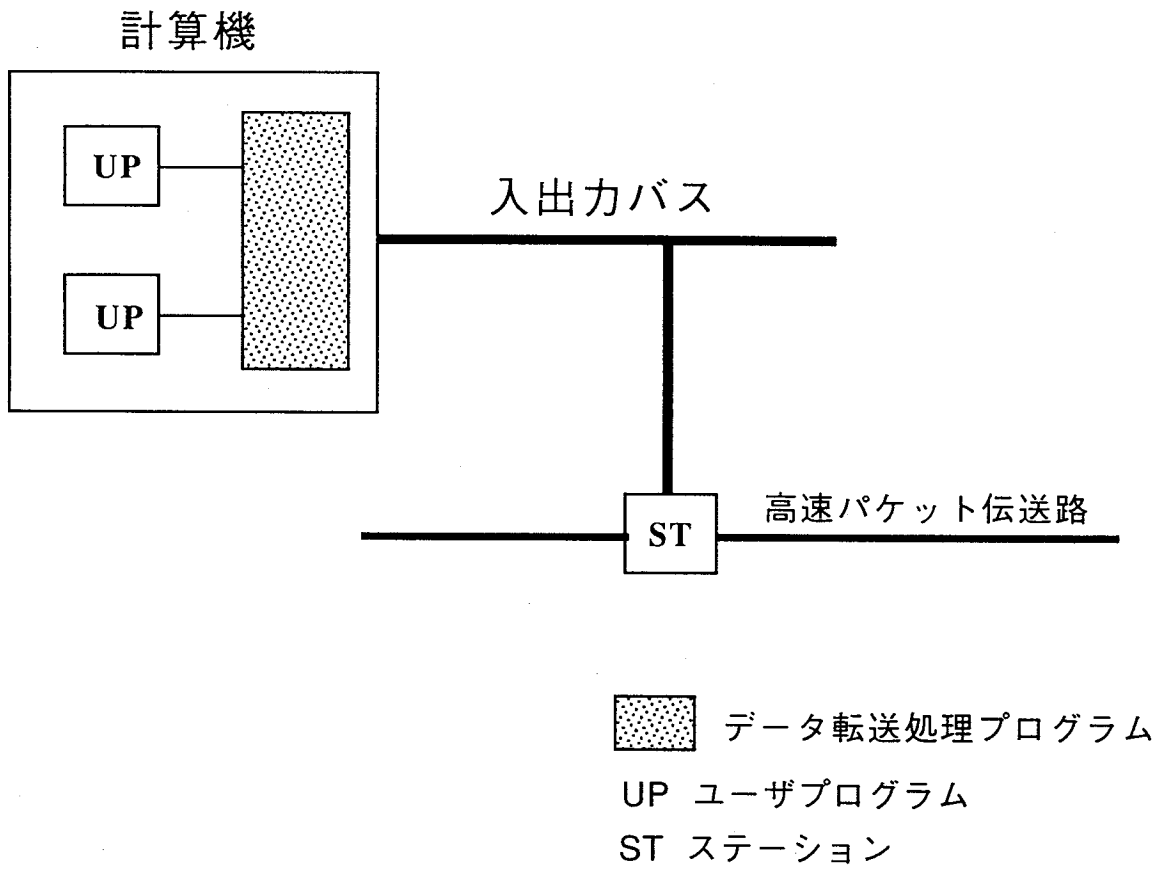 計算機
UP
入出力バス
UP
高速パケット伝送路
ST
データ転送処理プログラム
UP ユーザプログラム
ST ステーション